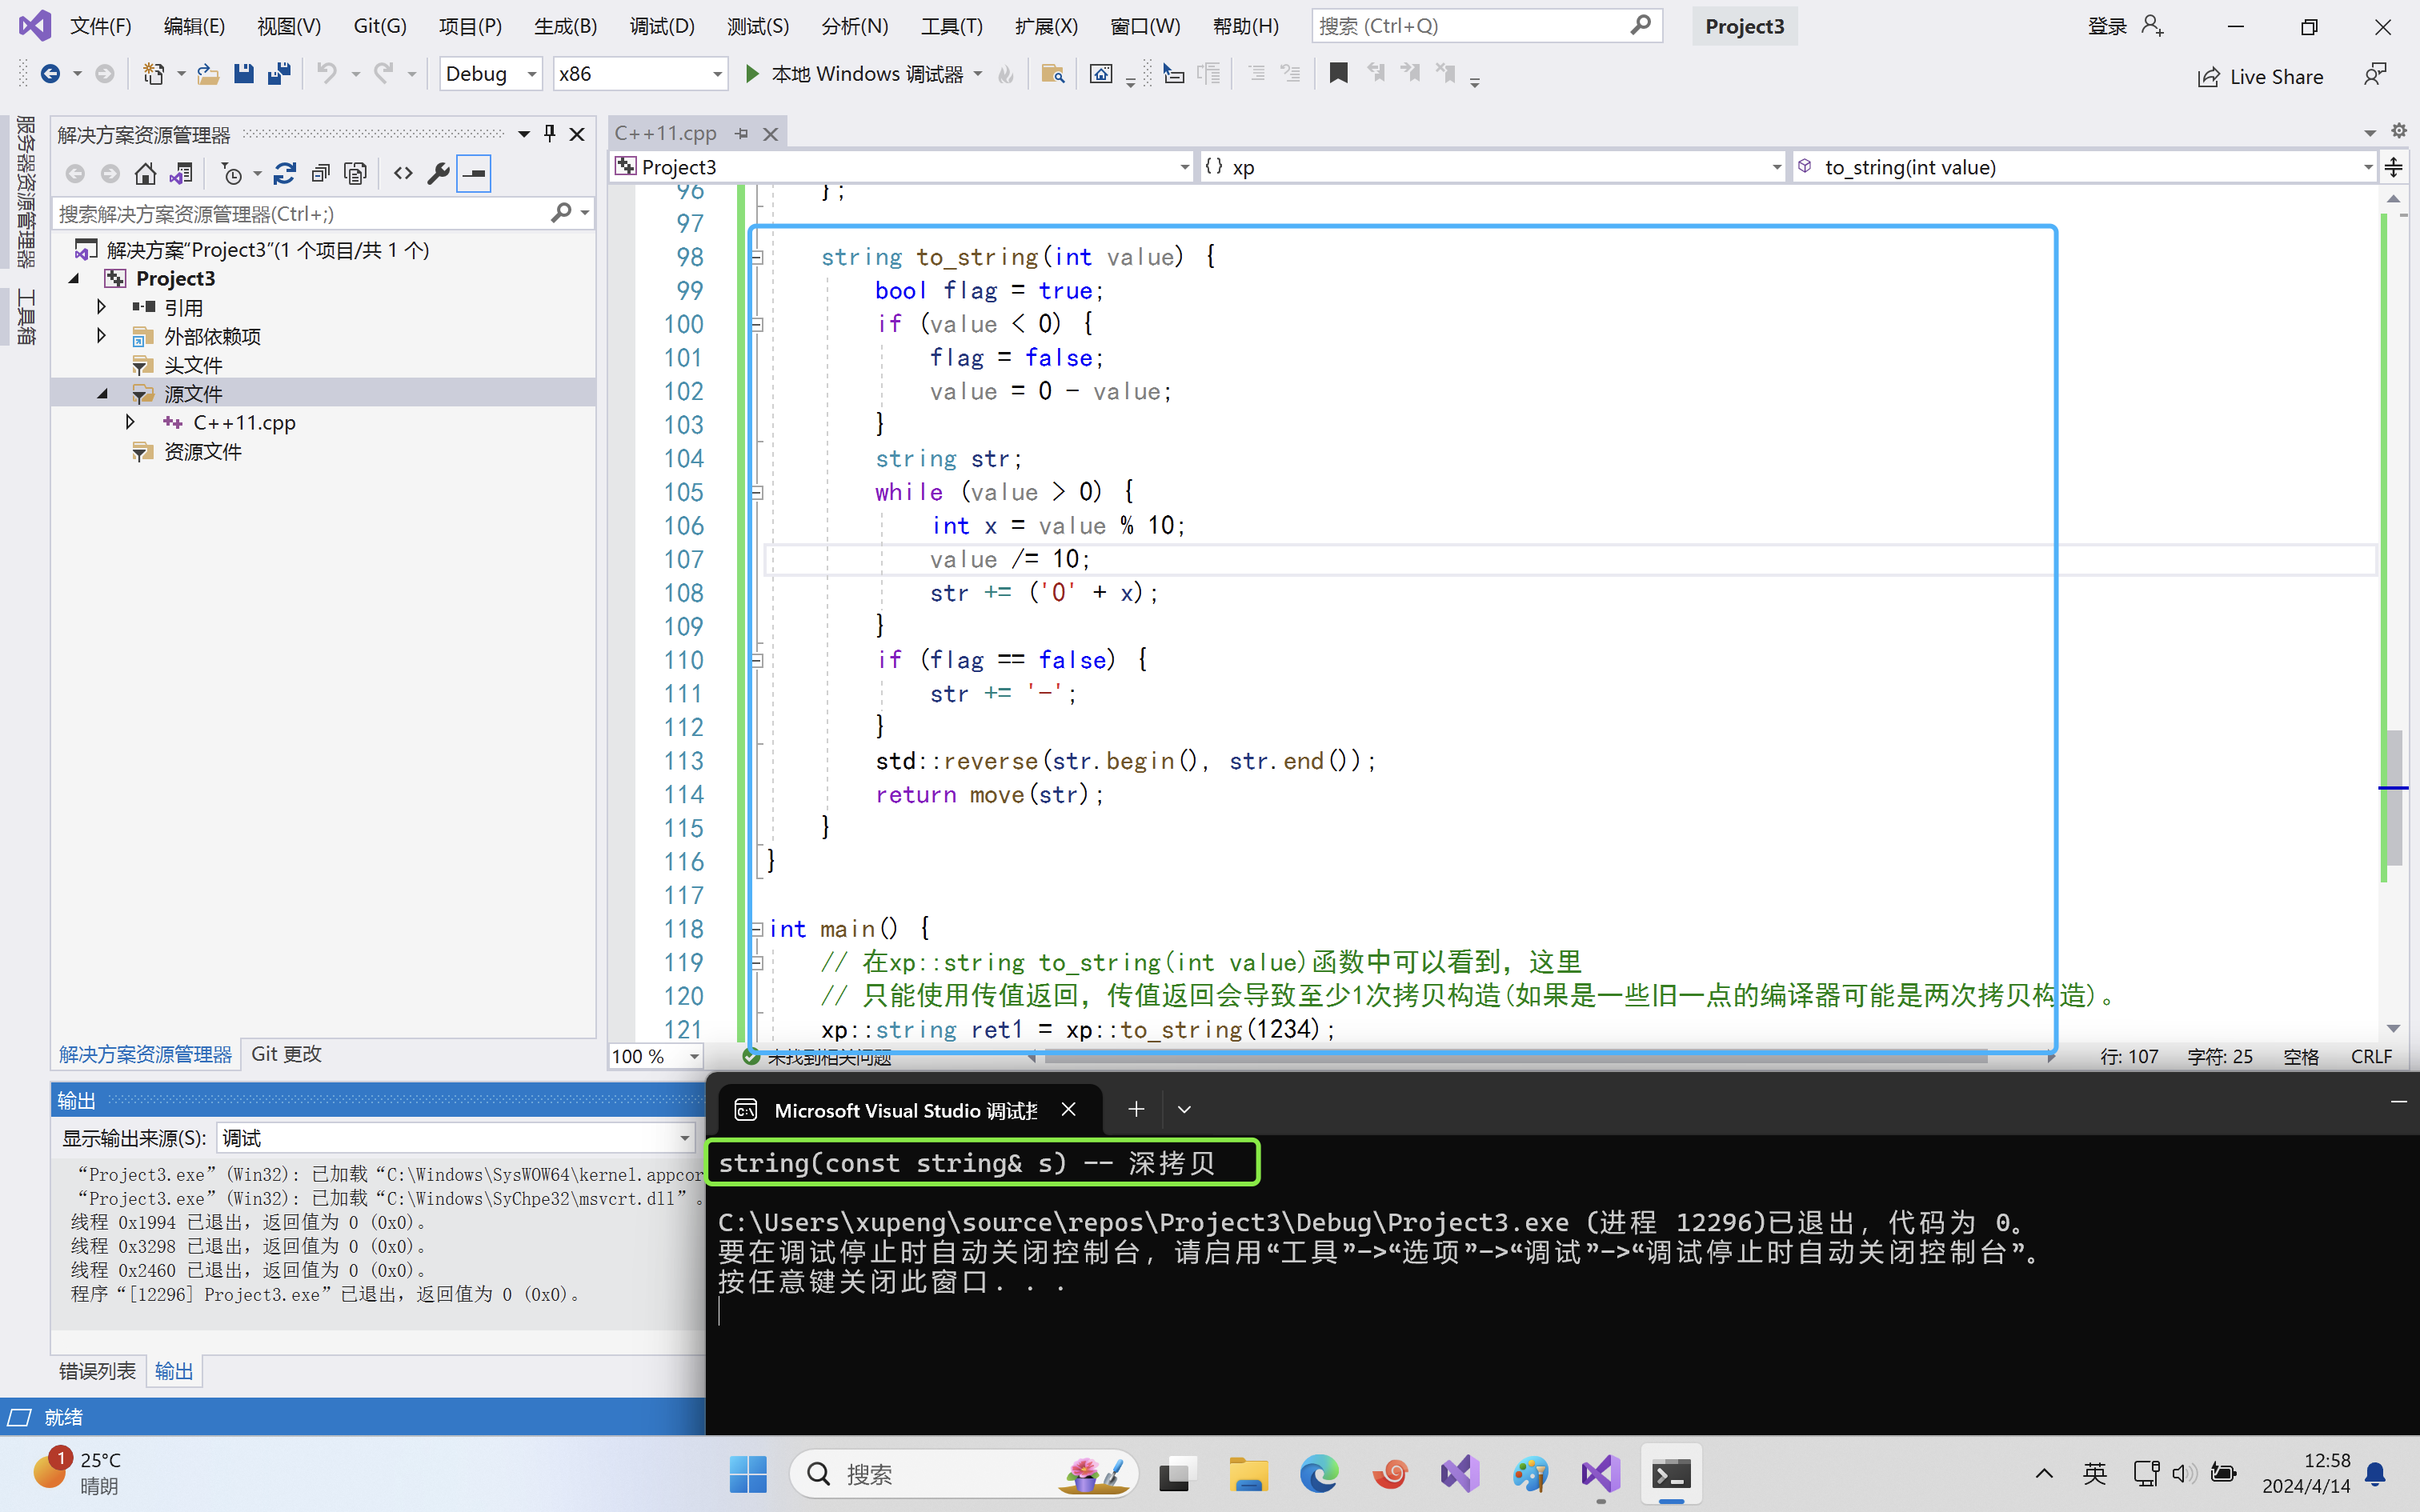 文件(F) 编辑(E) 视图(V) Git(G) 项目(P) 生成(B) 调试(D) 测试(S) 分析(N) 工具(T) 扩展(X) 窗口(W) 帮助(H) 搜索 (Ctrl+Q) Project3 登录
Debug x86 本地 Windows 调试器 Live Share
服务器资源管理器
工具箱
解决方案资源管理器
搜索解决方案资源管理器(Ctrl+;)
解决方案“Project3”(1 个项目/共 1 个)
Project3
引用
外部依赖项
头文件
源文件
C++11.cpp
资源文件
解决方案资源管理器 Git 更改
C++11.cpp
Project3 {} xp to_string(int value)
96 };
97
98 string to_string(int value) {
99 bool flag = true;
100 if (value < 0) {
101 flag = false;
102 value = 0 - value;
103 }
104 string str;
105 while (value > 0) {
106 int x = value % 10;
107 value /= 10;
108 str += ('0' + x);
109 }
110 if (flag == false) {
111 str += '-';
112 }
113 std::reverse(str.begin(), str.end());
114 return move(str);
115 }
116 }
117
118 int main() {
119 // 在xp::string to_string(int value)函数中可以看到，这里
120 // 只能使用传值返回，传值返回会导致至少1次拷贝构造(如果是一些旧一点的编译器可能是两次拷贝构造)。
121 xp::string ret1 = xp::to_string(1234);
100 % 未找到相关问题 行: 107 字符: 25 空格 CRLF
输出
显示输出来源(S): 调试
“Project3.exe”(Win32): 已加载“C:\Windows\SysWOW64\kernel.appcor
“Project3.exe”(Win32): 已加载“C:\Windows\SyChpe32\msvcrt.dll”。
线程 0x1994 已退出，返回值为 0 (0x0)。
线程 0x3298 已退出，返回值为 0 (0x0)。
线程 0x2460 已退出，返回值为 0 (0x0)。
程序“[12296] Project3.exe”已退出，返回值为 0 (0x0)。
错误列表 输出
就绪
Microsoft Visual Studio 调试控
string(const string& s) -- 深拷贝
C:\Users\xupeng\source\repos\Project3\Debug\Project3.exe (进程 12296)已退出，代码为 0。
要在调试停止时自动关闭控制台，请启用“工具”->“选项”->“调试”->“调试停止时自动关闭控制台”。
按任意键关闭此窗口. . .
1
25°C
晴朗
搜索
英
12:58
2024/4/14